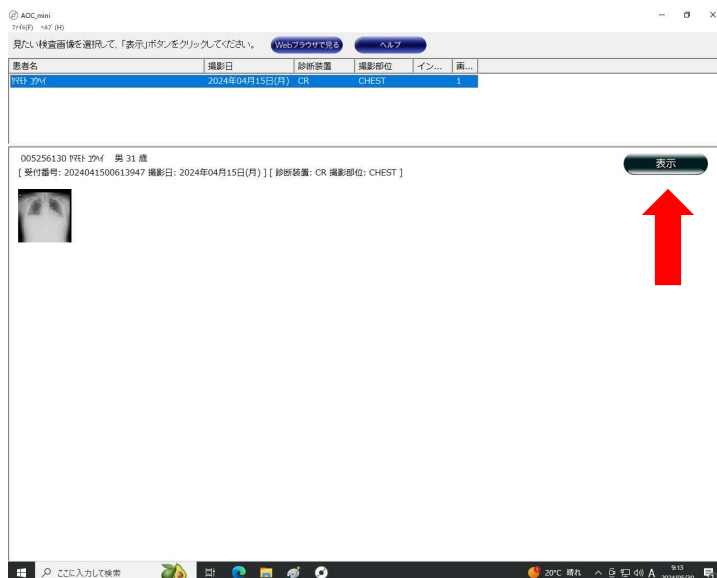 AOC_mini
ファイル(F) ヘルプ (H)
見たい検査画像を選択して、「表示」ボタンをクリックしてください。 Webブラウザで見る ヘルプ
患者名 撮影日 診断装置 撮影部位 イン... 画...
ﾔﾏﾓﾄ ｺｳﾍｲ 2024年04月15日(月) CR CHEST 1
005256130 ﾔﾏﾓﾄ ｺｳﾍｲ 男 31 歳
[ 受付番号: 2024041500613947 撮影日: 2024年04月15日(月) ] [ 診断装置: CR 撮影部位: CHEST ]
表示
ここに入力して検索 20°C 晴れ A 9:13